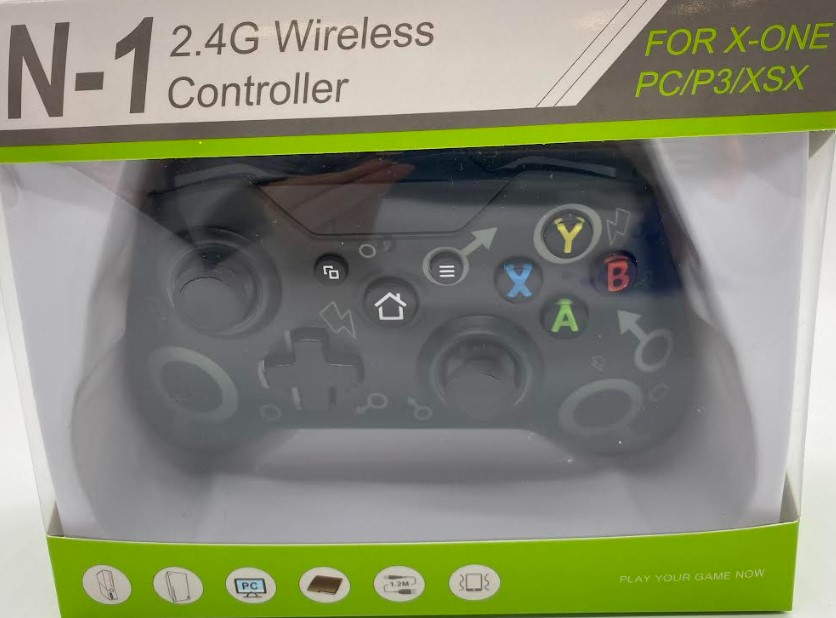 N-1
2.4G Wireless
Controller
FOR X-ONE
PC/P3/XSX
Y
X
B
A
PC
1.2M
PLAY YOUR GAME NOW